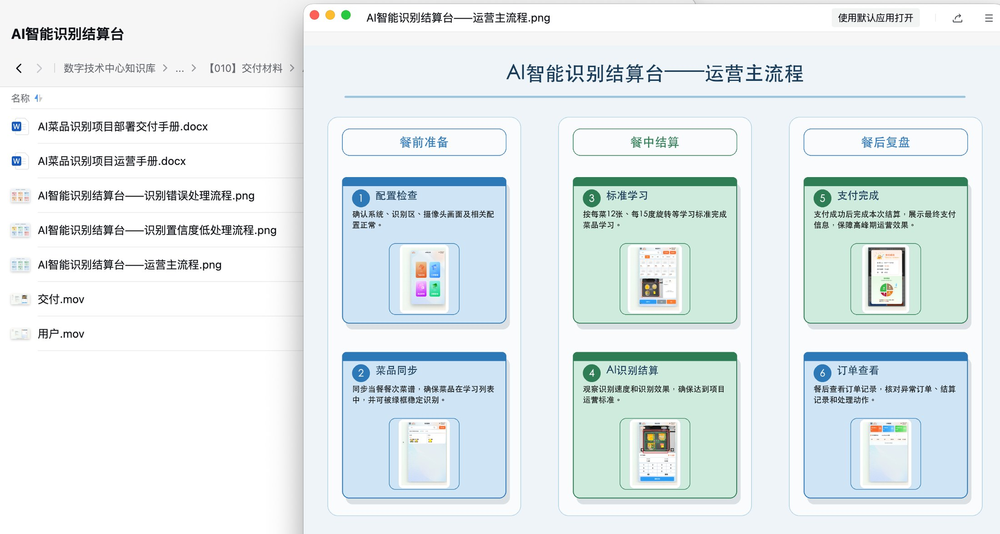 AI智能识别结算台
数字技术中心知识库 > ... > 【010】交付材料 >
名称
AI菜品识别项目部署交付手册.docx
AI菜品识别项目运营手册.docx
AI智能识别结算台——识别错误处理流程.png
AI智能识别结算台——识别置信度低处理流程.png
AI智能识别结算台——运营主流程.png
交付.mov
用户.mov
AI智能识别结算台——运营主流程.png
使用默认应用打开
AI智能识别结算台——运营主流程
餐前准备
1 配置检查
确认系统、识别区、摄像头画面及相关配
置正常。
2 菜品同步
同步当餐餐次菜谱，确保菜品在学习列表
中，并可被绿框稳定识别。
餐中结算
3 标准学习
按每菜12张、每15度旋转等学习标准完成
菜品学习。
4 AI识别结算
观察识别速度和识别效果，确保达到项目
运营标准。
餐后复盘
5 支付完成
支付成功后完成本次结算，展示最终支付
信息，保障高峰期运营效果。
支付成功
6 订单查看
餐后查看订单记录，核对异常订单、结算
记录和处理动作。